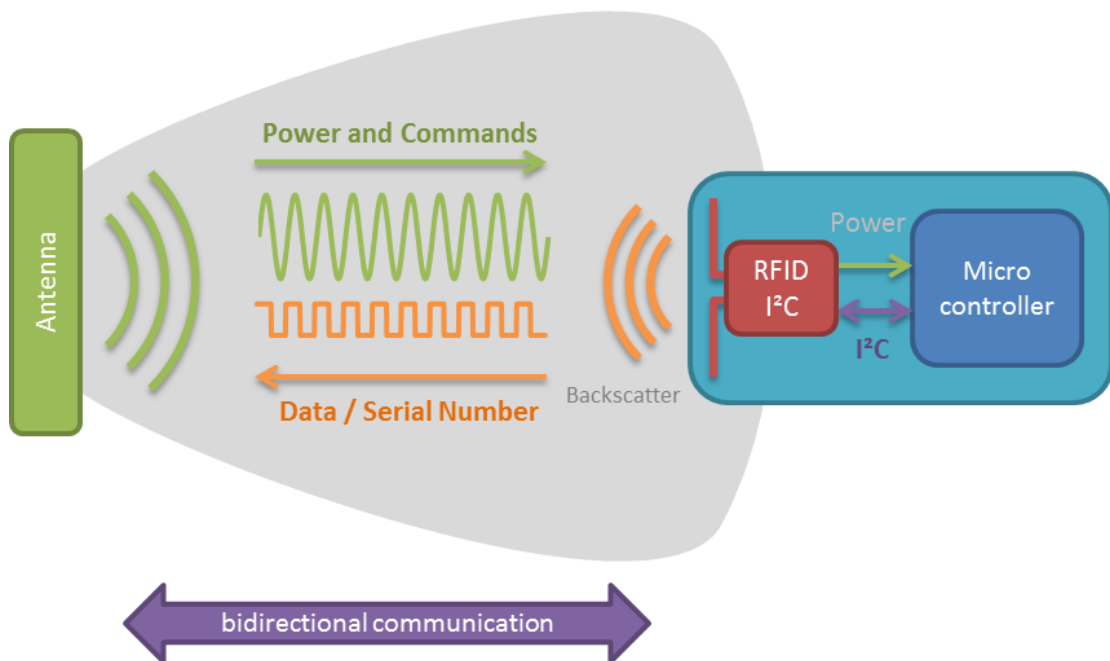 Power and Commands
Antenna
Data / Serial Number
Backscatter
Power
RFID
I²C
Micro
controller
I²C
bidirectional communication